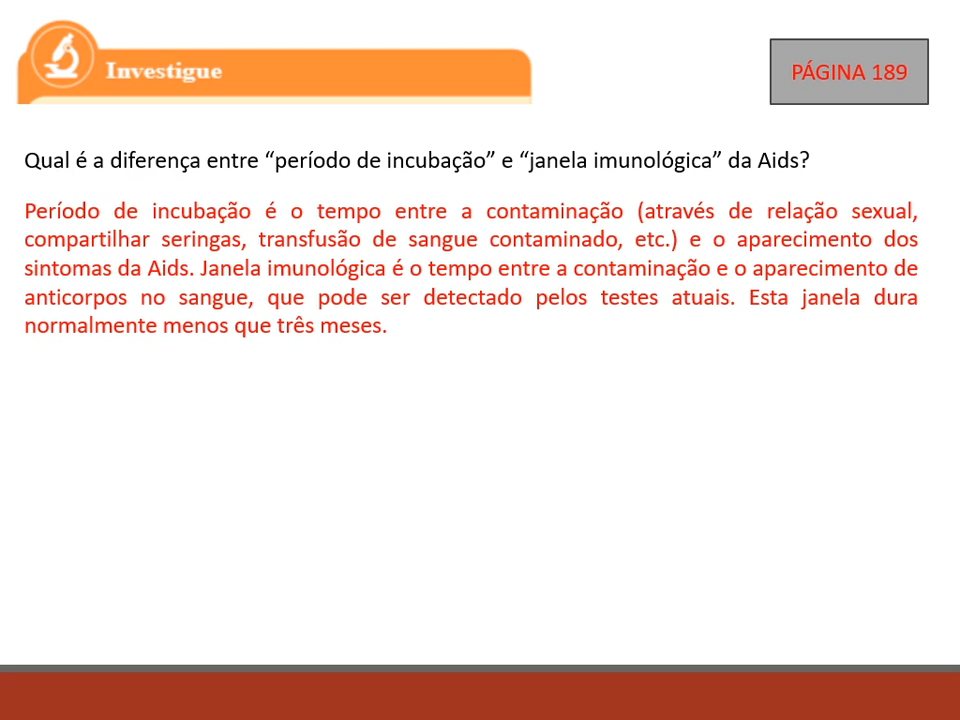 Investigue
PÁGINA 189
Qual é a diferença entre “período de incubação” e “janela imunológica” da Aids?
Período de incubação é o tempo entre a contaminação (através de relação sexual,
compartilhar seringas, transfusão de sangue contaminado, etc.) e o aparecimento dos
sintomas da Aids. Janela imunológica é o tempo entre a contaminação e o aparecimento de
anticorpos no sangue, que pode ser detectado pelos testes atuais. Esta janela dura
normalmente menos que três meses.